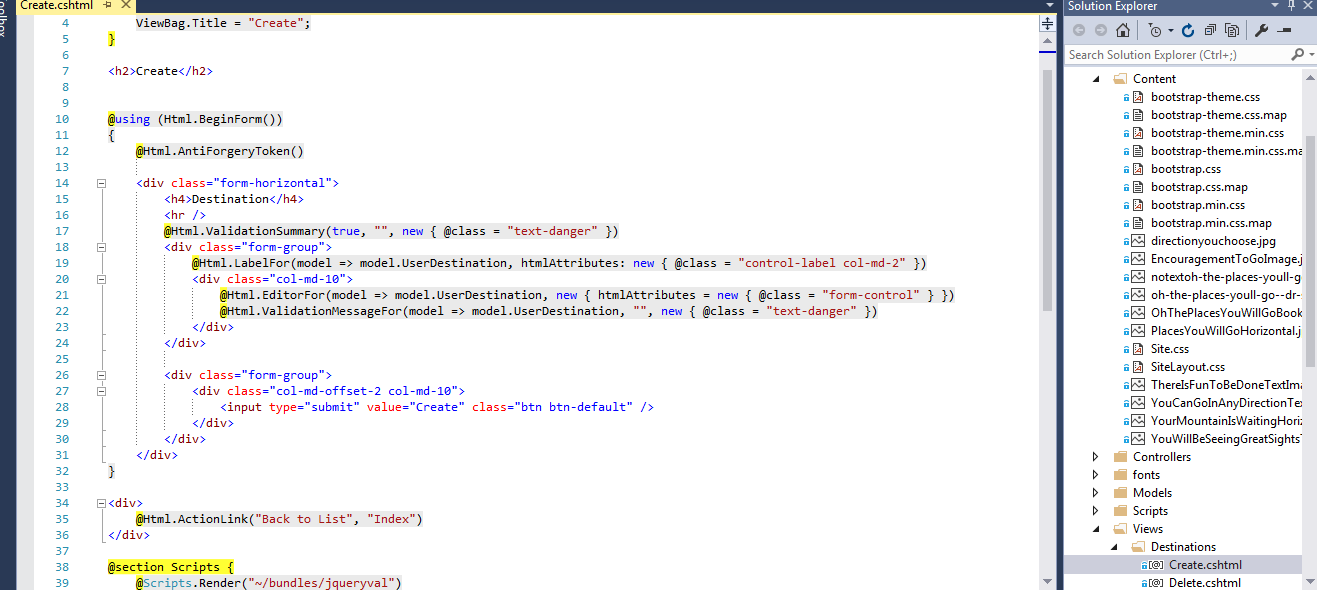 Create.cshtml
Toolbox
4 ViewBag.Title = "Create";
5 }
6
7 <h2>Create</h2>
8
9
10 @using (Html.BeginForm())
11 {
12 @Html.AntiForgeryToken()
13
14 <div class="form-horizontal">
15 <h4>Destination</h4>
16 <hr />
17 @Html.ValidationSummary(true, "", new { @class = "text-danger" })
18 <div class="form-group">
19 @Html.LabelFor(model => model.UserDestination, htmlAttributes: new { @class = "control-label col-md-2" })
20 <div class="col-md-10">
21 @Html.EditorFor(model => model.UserDestination, new { htmlAttributes = new { @class = "form-control" } })
22 @Html.ValidationMessageFor(model => model.UserDestination, "", new { @class = "text-danger" })
23 </div>
24 </div>
25
26 <div class="form-group">
27 <div class="col-md-offset-2 col-md-10">
28 <input type="submit" value="Create" class="btn btn-default" />
29 </div>
30 </div>
31 </div>
32 }
33
34 <div>
35 @Html.ActionLink("Back to List", "Index")
36 </div>
37
38 @section Scripts {
39 @Scripts.Render("~/bundles/jqueryval")
Solution Explorer
Search Solution Explorer (Ctrl+;)
Content
bootstrap-theme.css
bootstrap-theme.css.map
bootstrap-theme.min.css
bootstrap-theme.min.css.ma
bootstrap.css
bootstrap.css.map
bootstrap.min.css
bootstrap.min.css.map
directionyouchoose.jpg
EncouragementToGoImage.j
notextoh-the-places-youll-g
oh-the-places-youll-go--dr-
OhThePlacesYouWillGoBook
PlacesYouWillGoHorizontal.j
Site.css
SiteLayout.css
ThereIsFunToBeDoneTextIma
YouCanGoInAnyDirectionTex
YourMountainIsWaitingHoriz
YouWillBeSeeingGreatSightsT
Controllers
fonts
Models
Scripts
Views
Destinations
Create.cshtml
Delete.cshtml